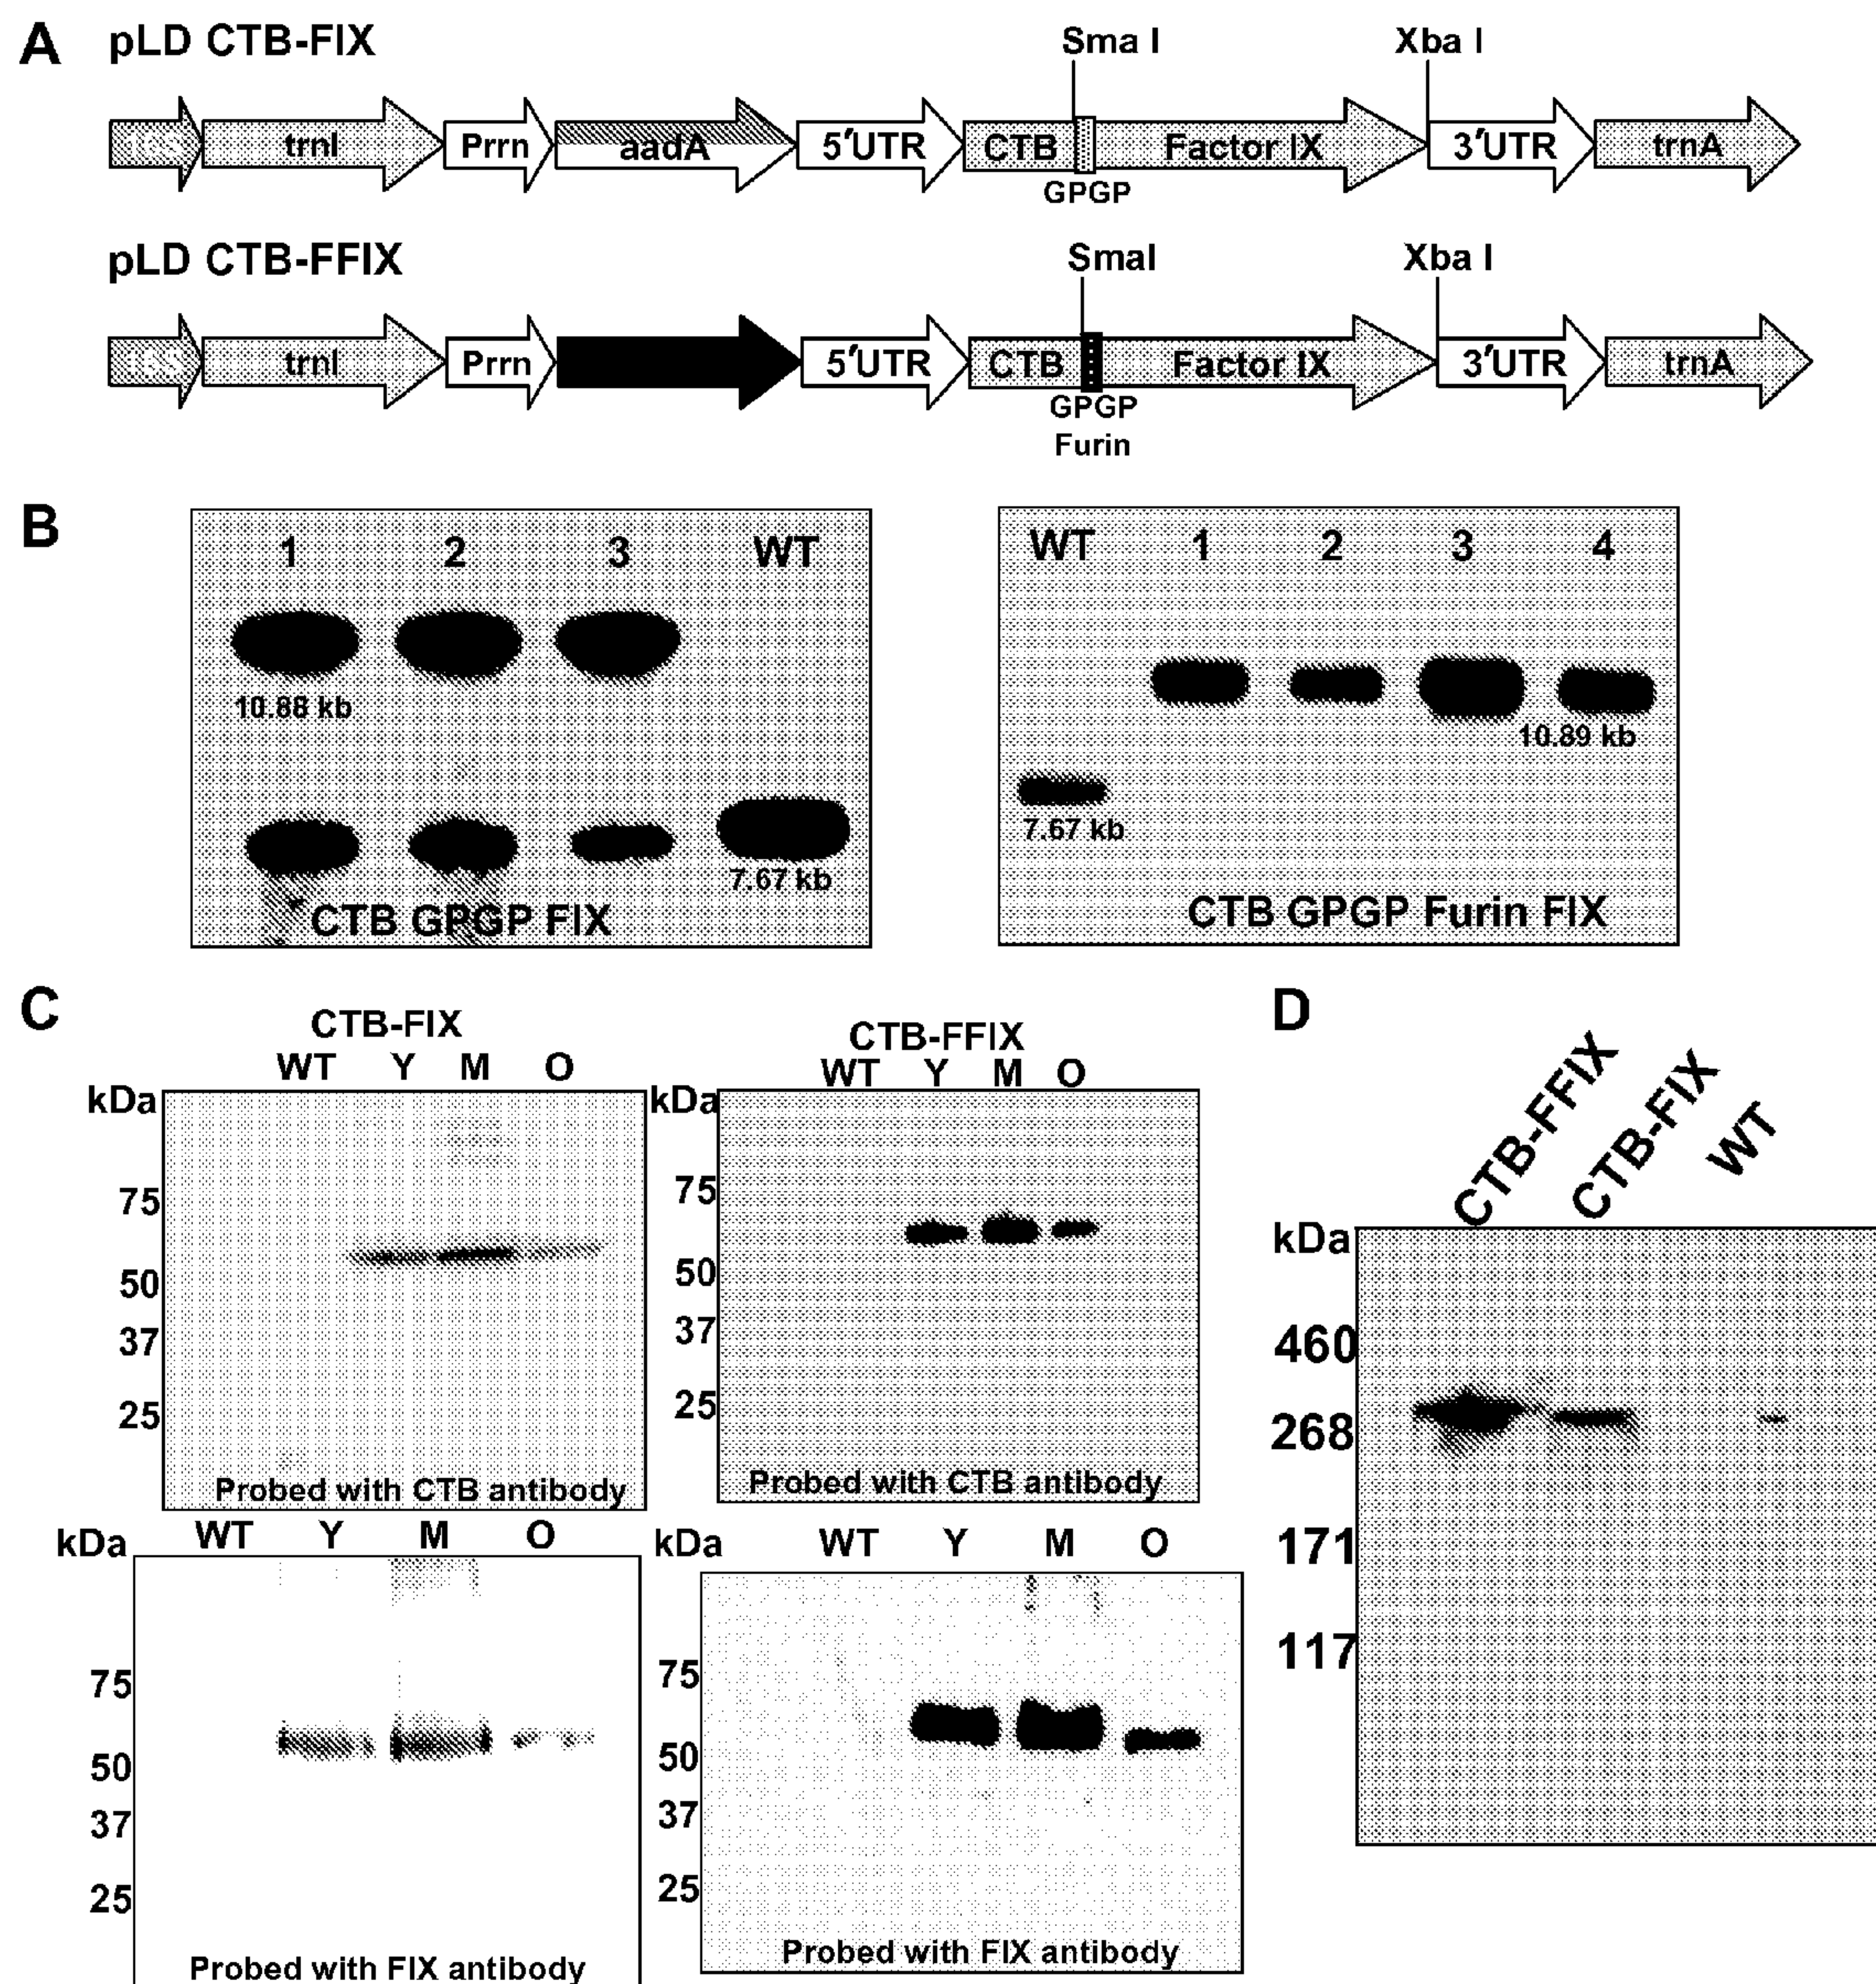 A
pLD CTB-FIX
Sma I
Xba I
trnI
Prrn
aadA
5′UTR
CTB
Factor IX
3′UTR
trnA
GPGP
pLD CTB-FFIX
SmaI
Xba I
trnI
Prrn
5′UTR
CTB
Factor IX
3′UTR
trnA
GPGP
Furin
B
1 2 3 WT
10.88 kb
7.67 kb
CTB GPGP FIX
WT 1 2 3 4
10.89 kb
7.67 kb
CTB GPGP Furin FIX
C
CTB-FIX
WT Y M O
kDa
75
50
37
25
Probed with CTB antibody
CTB-FFIX
WT Y M O
kDa
75
50
37
25
Probed with CTB antibody
WT Y M O
kDa
75
50
37
25
Probed with FIX antibody
kDa WT Y M O
75
50
37
25
Probed with FIX antibody
D
CTB-FFIX
CTB-FIX
WT
kDa
460
268
171
117